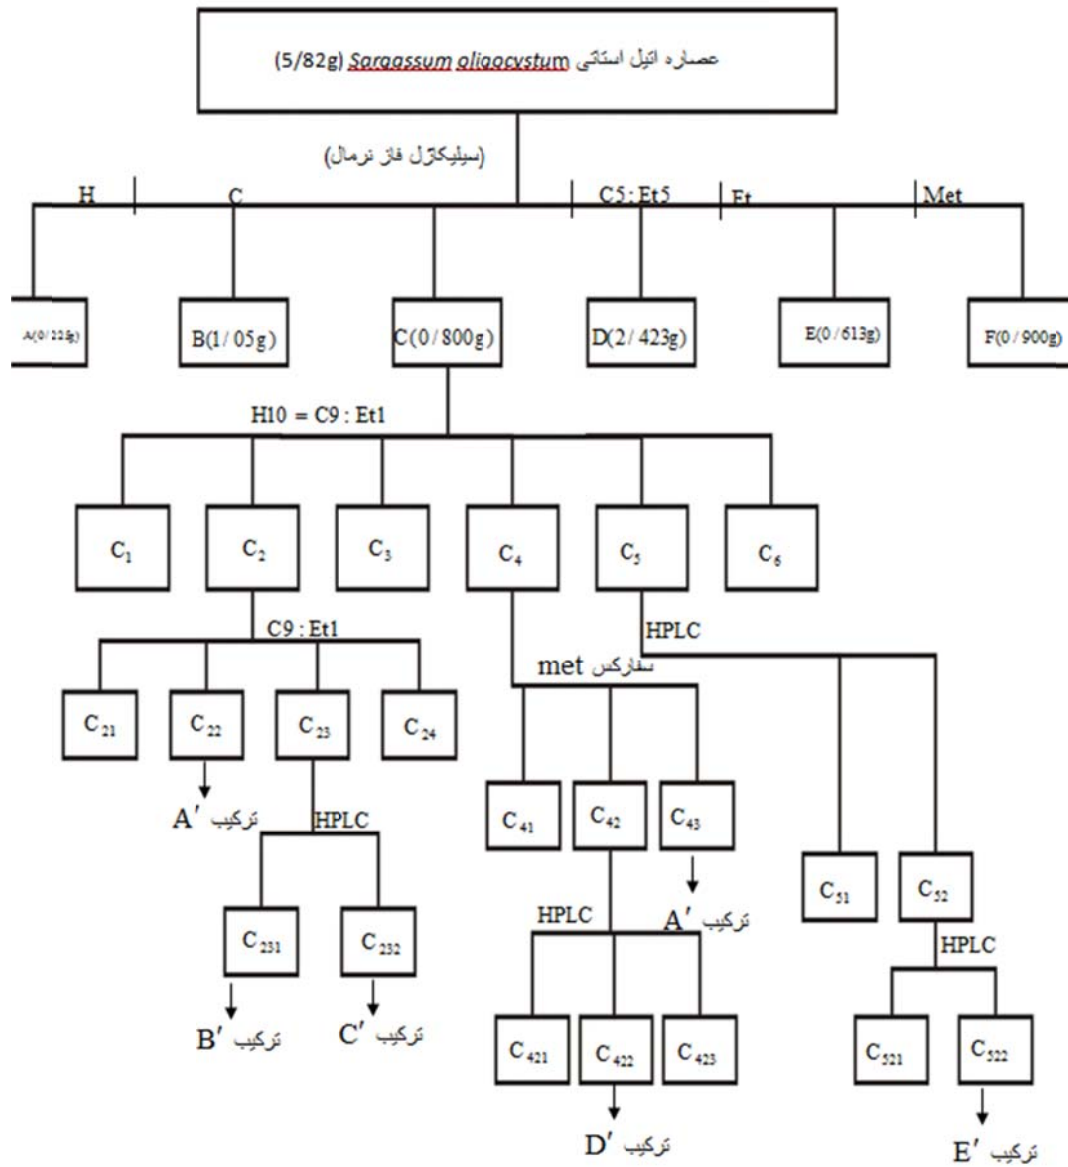 عصاره اتیل استاتی Sargassum oligocystum (5/82g)
(سیلیکاژل فاز نرمال)
H C C5:Et5 Et Met
A(0/225g) B(1/05g) C(0/800g) D(2/423g) E(0/613g) F(0/900g)
H10 = C9 : Et1
C1 C2 C3 C4 C5 C6
C9 : Et1
HPLC
سفارکس met
C21 C22 C23 C24
ترکیب A′
HPLC
C41 C42 C43
ترکیب A′
C51 C52
HPLC
HPLC
C231 C232
ترکیب B′
ترکیب C′
C421 C422 C423
ترکیب D′
C521 C522
ترکیب E′